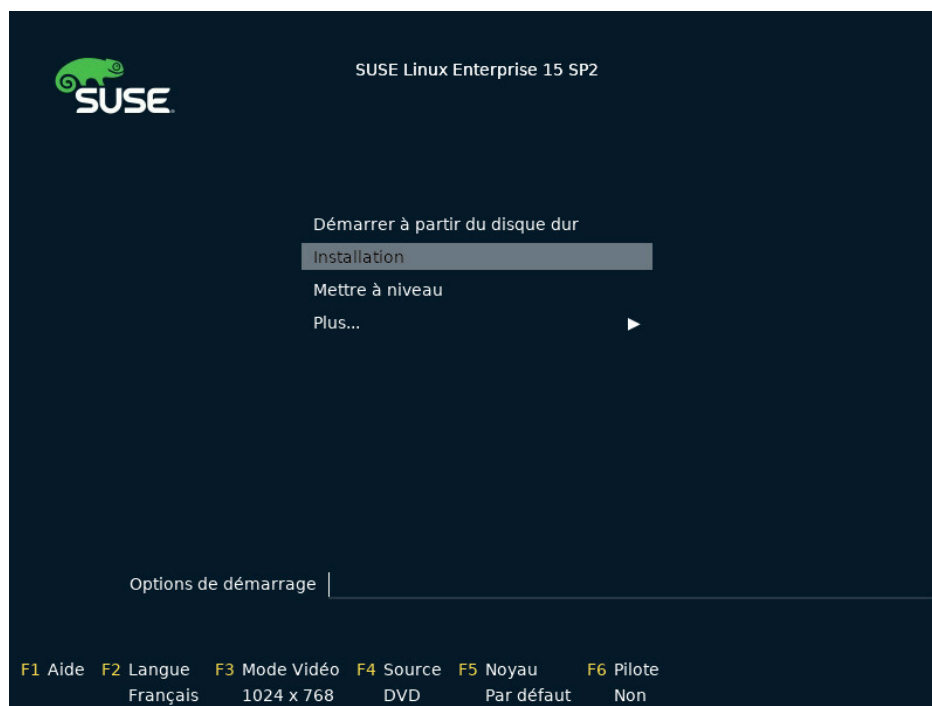 SUSE.
SUSE Linux Enterprise 15 SP2
Démarrer à partir du disque dur
Installation
Mettre à niveau
Plus...
Options de démarrage
F1 Aide F2 Langue F3 Mode Vidéo F4 Source F5 Noyau F6 Pilote
Français 1024 x 768 DVD Par défaut Non